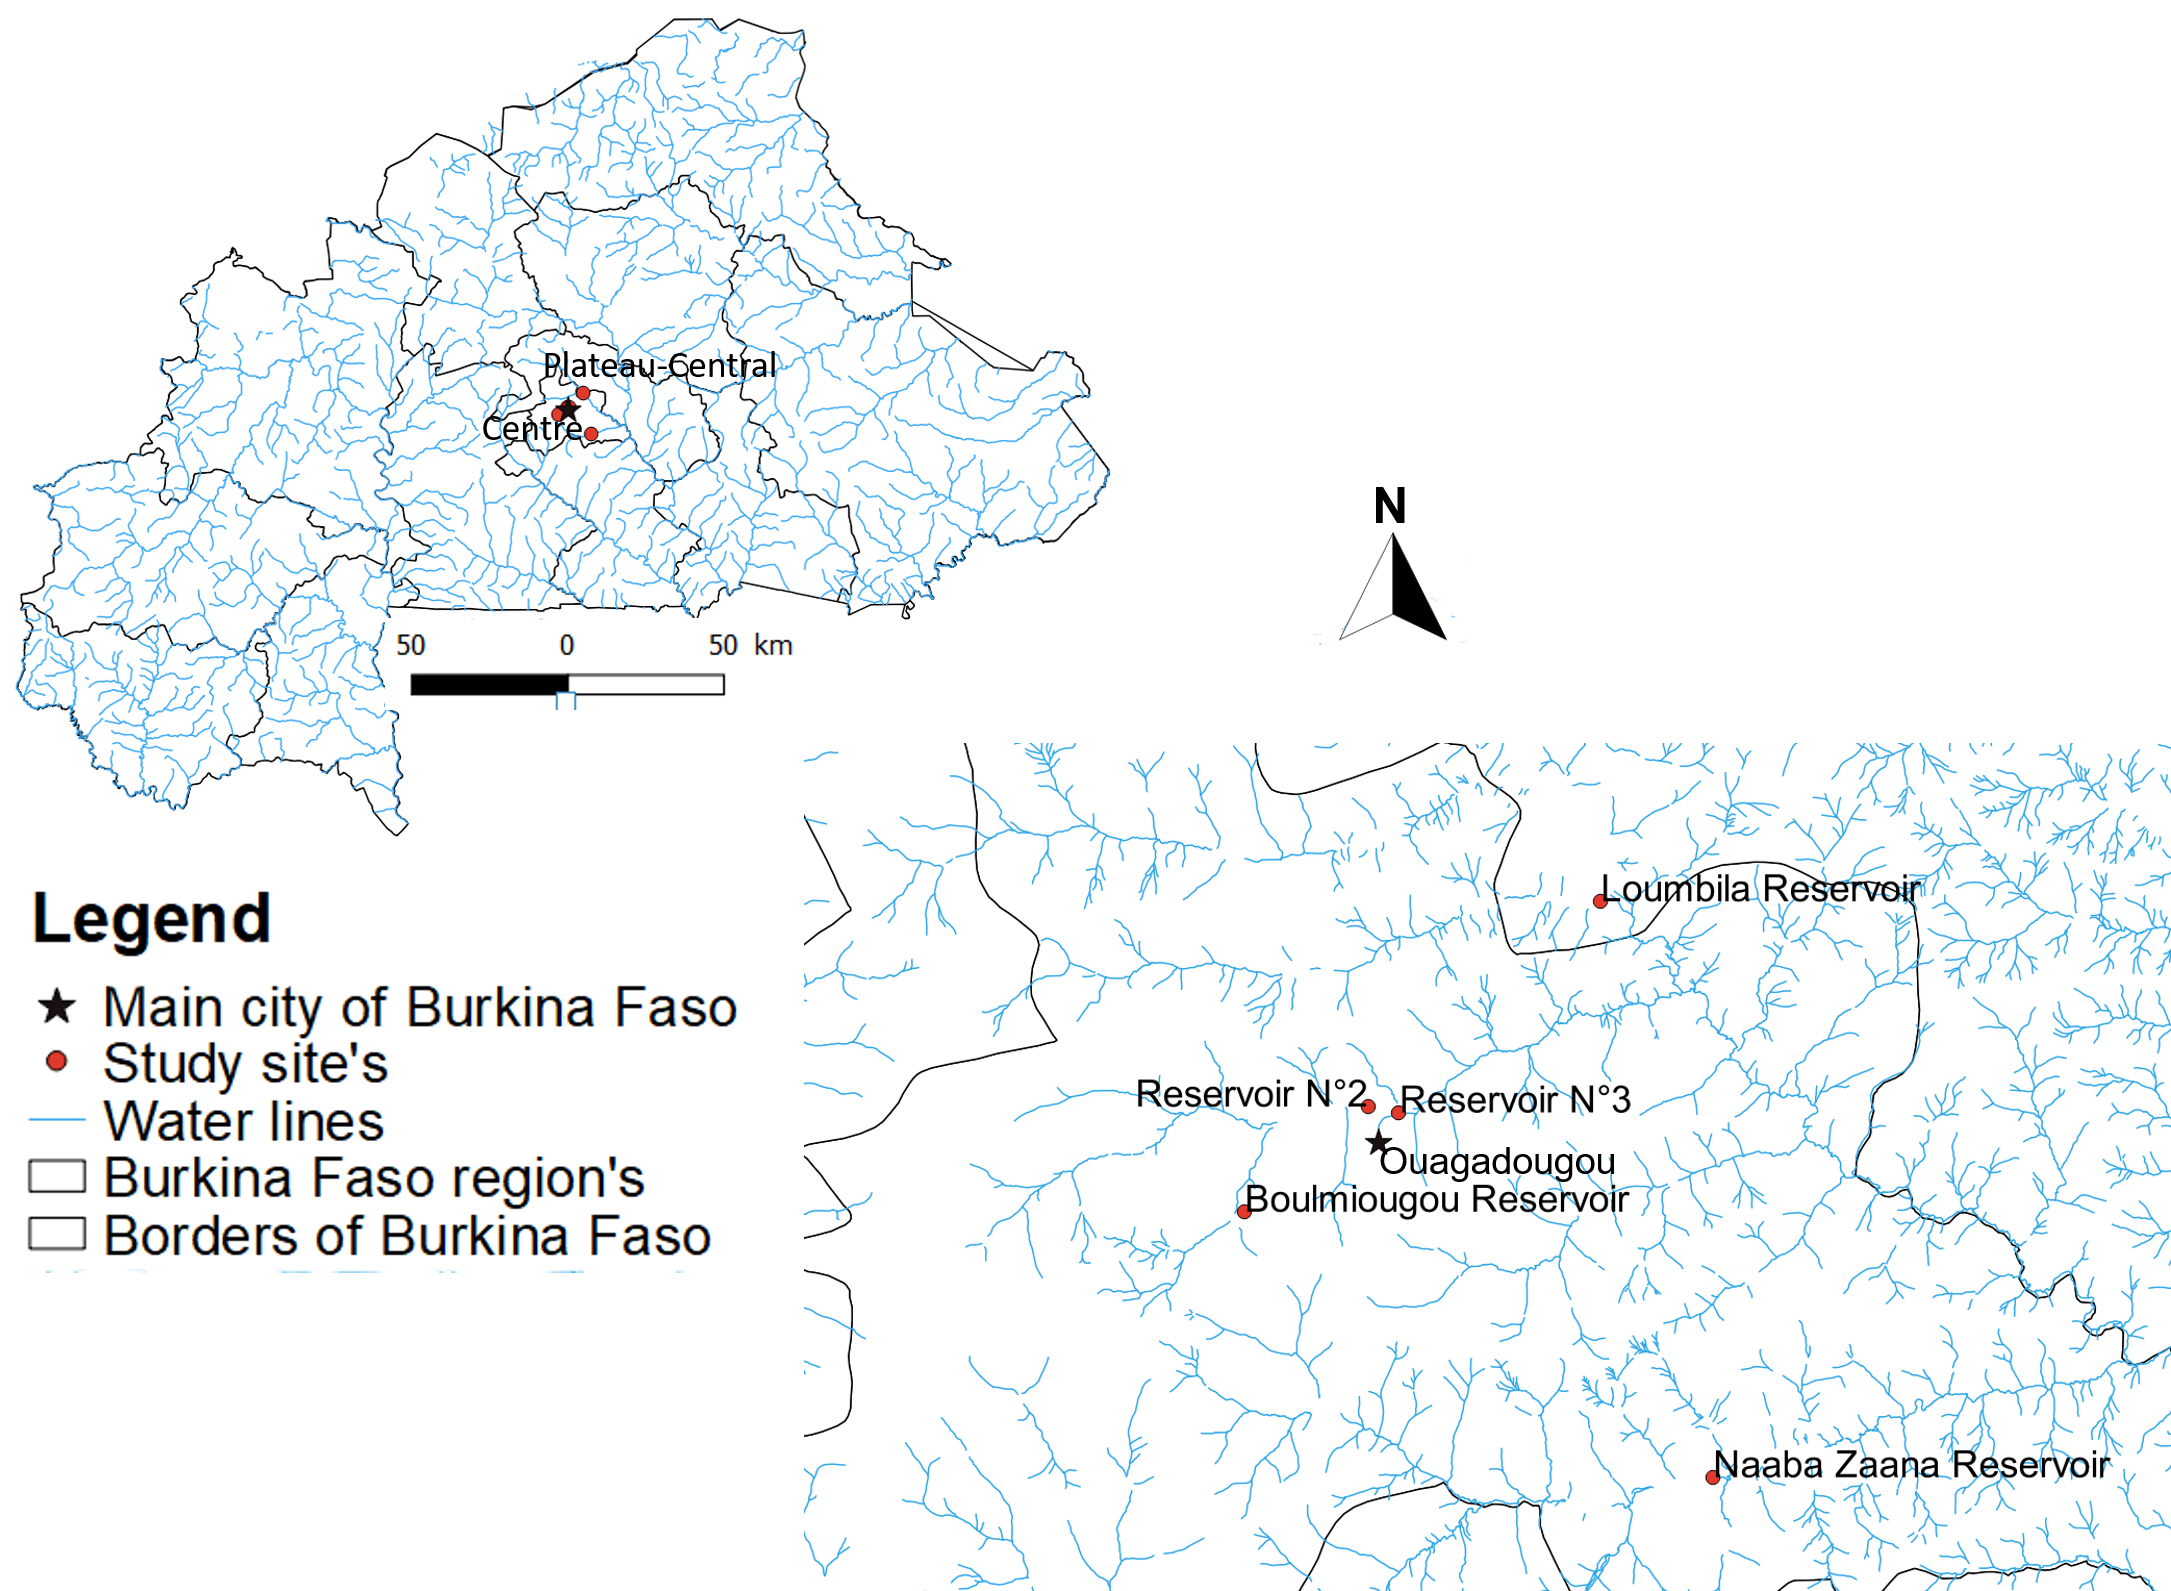 Plateau-Central
Centre
N
50 0 50 km
Legend
Main city of Burkina Faso
Study site's
Water lines
Burkina Faso region's
Borders of Burkina Faso
Loumbila Reservoir
Reservoir N°2
Reservoir N°3
Ouagadougou
Boulmiougou Reservoir
Naaba Zaana Reservoir